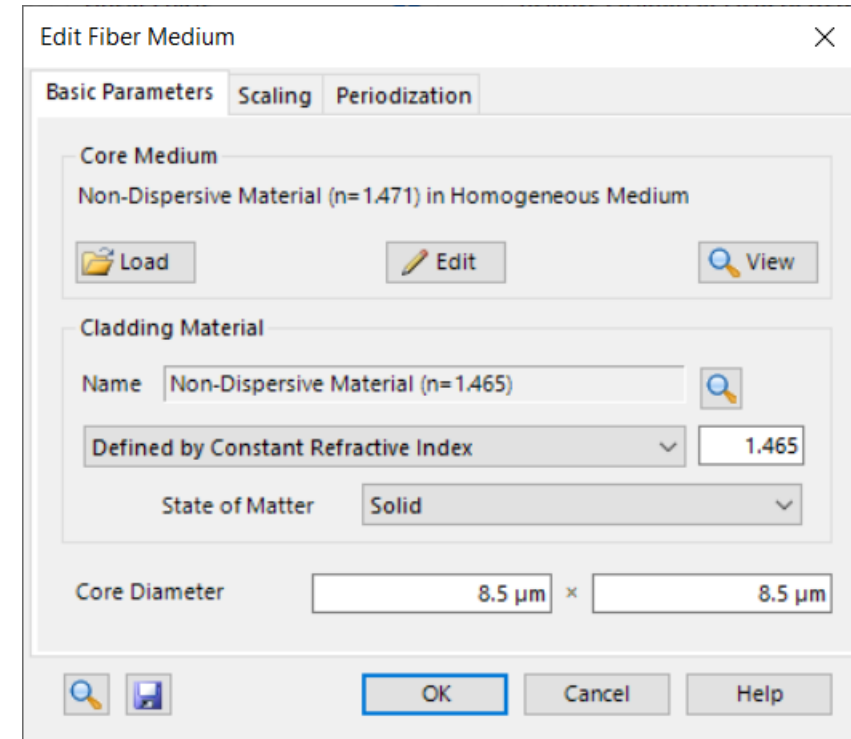 Edit Fiber Medium
Basic Parameters Scaling Periodization
Core Medium
Non-Dispersive Material (n=1.471) in Homogeneous Medium
Load Edit View
Cladding Material
Name Non-Dispersive Material (n=1.465)
Defined by Constant Refractive Index 1.465
State of Matter Solid
Core Diameter 8.5 µm × 8.5 µm
OK Cancel Help